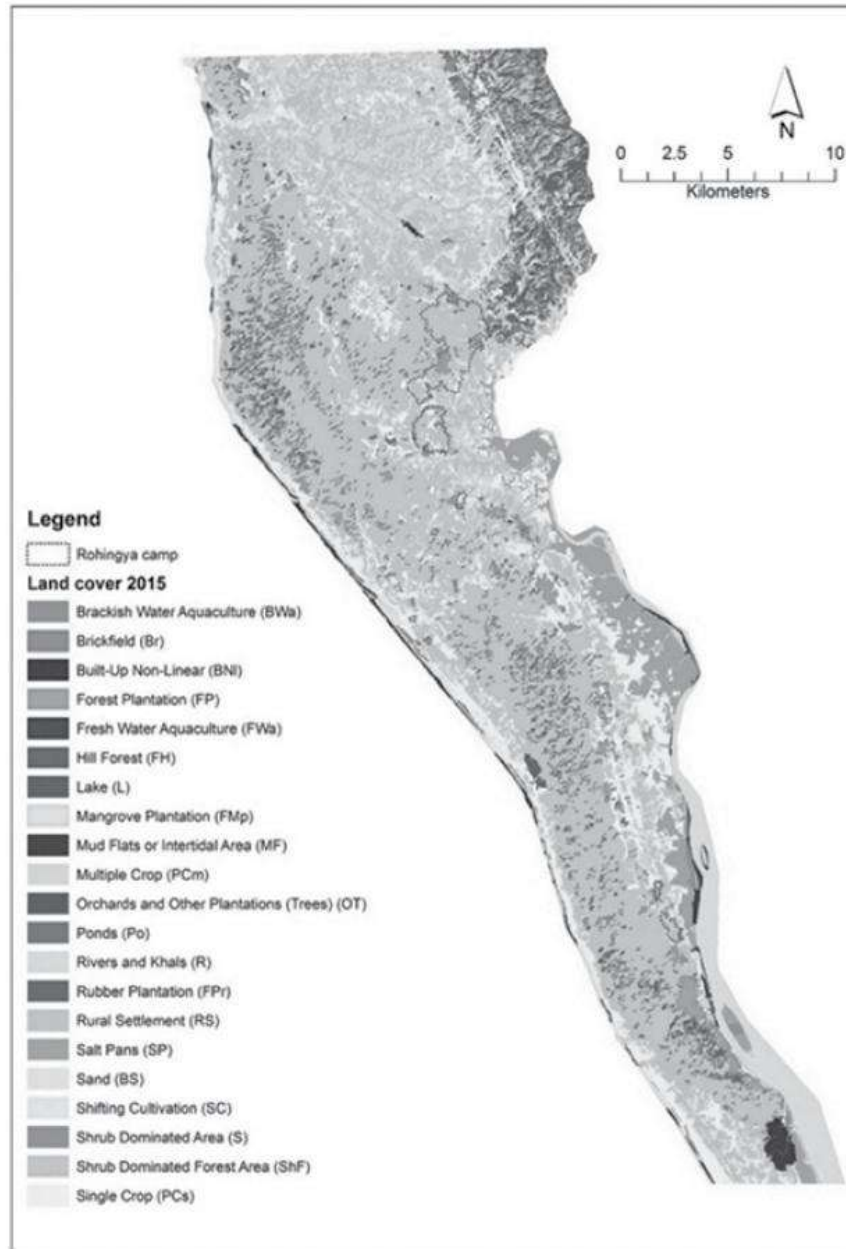 N
0 2.5 5 10
Kilometers
Legend
Rohingya camp
Land cover 2015
Brackish Water Aquaculture (BWa)
Brickfield (Br)
Built-Up Non-Linear (BNl)
Forest Plantation (FP)
Fresh Water Aquaculture (FWa)
Hill Forest (FH)
Lake (L)
Mangrove Plantation (FMp)
Mud Flats or Intertidal Area (MF)
Multiple Crop (PCm)
Orchards and Other Plantations (Trees) (OT)
Ponds (Po)
Rivers and Khals (R)
Rubber Plantation (FPr)
Rural Settlement (RS)
Salt Pans (SP)
Sand (BS)
Shifting Cultivation (SC)
Shrub Dominated Area (S)
Shrub Dominated Forest Area (ShF)
Single Crop (PCs)